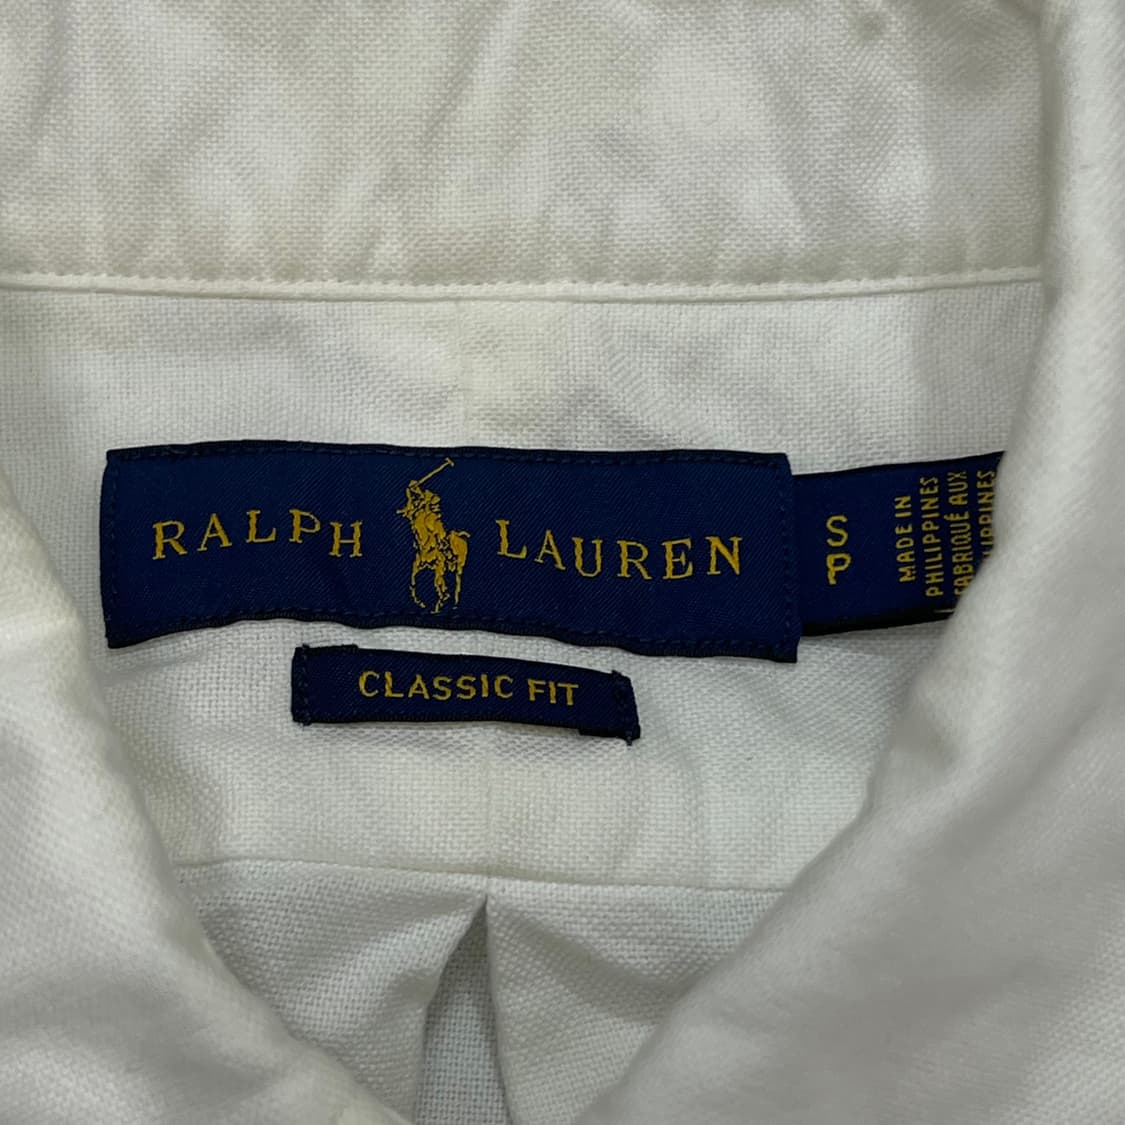 RALPH LAUREN
CLASSIC FIT
S
P
MADE IN
PHILIPPINES
FABRIQUÉ AUX